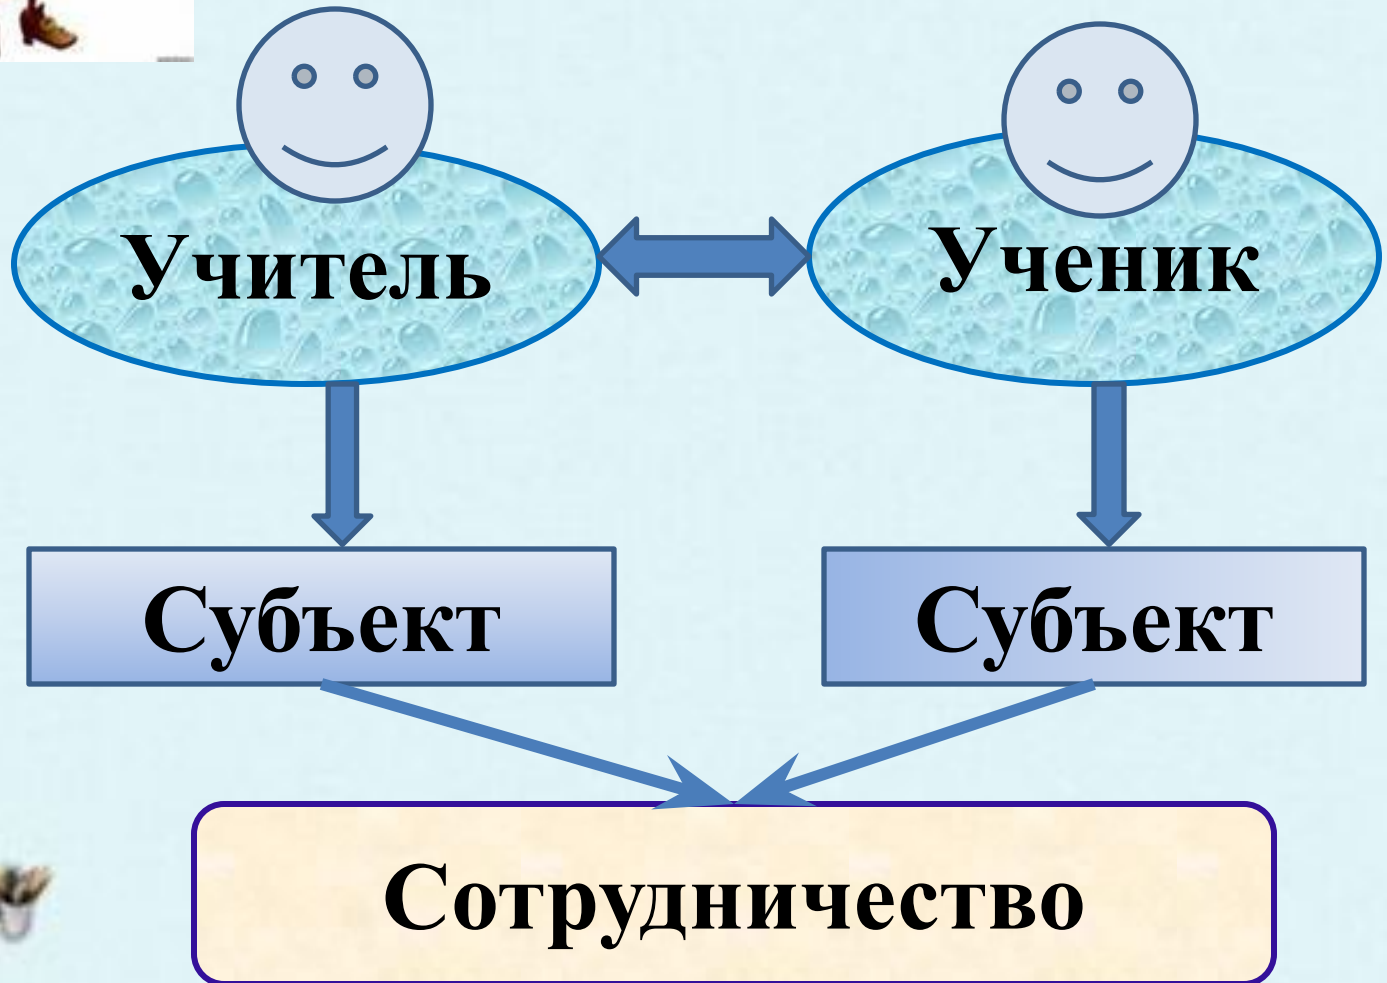 Учитель
Ученик
Субъект
Субъект
Сотрудничество